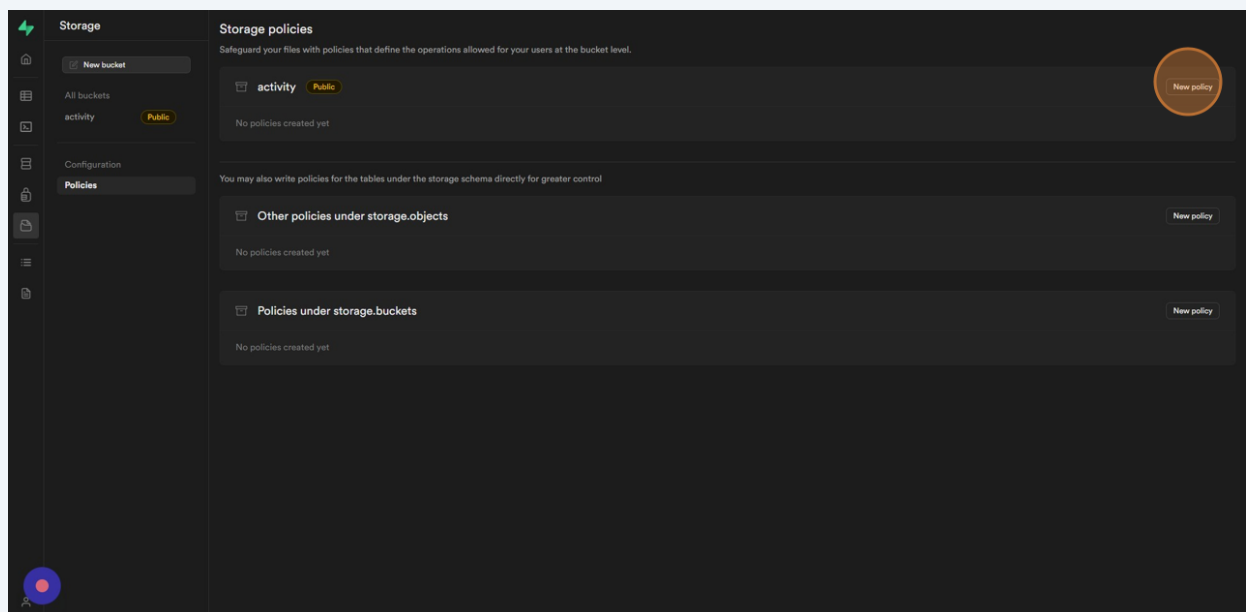 Storage
New bucket
All buckets
activity Public
Configuration
Policies
Storage policies
Safeguard your files with policies that define the operations allowed for your users at the bucket level.
activity Public New policy
No policies created yet
You may also write policies for the tables under the storage schema directly for greater control
Other policies under storage.objects New policy
No policies created yet
Policies under storage.buckets New policy
No policies created yet